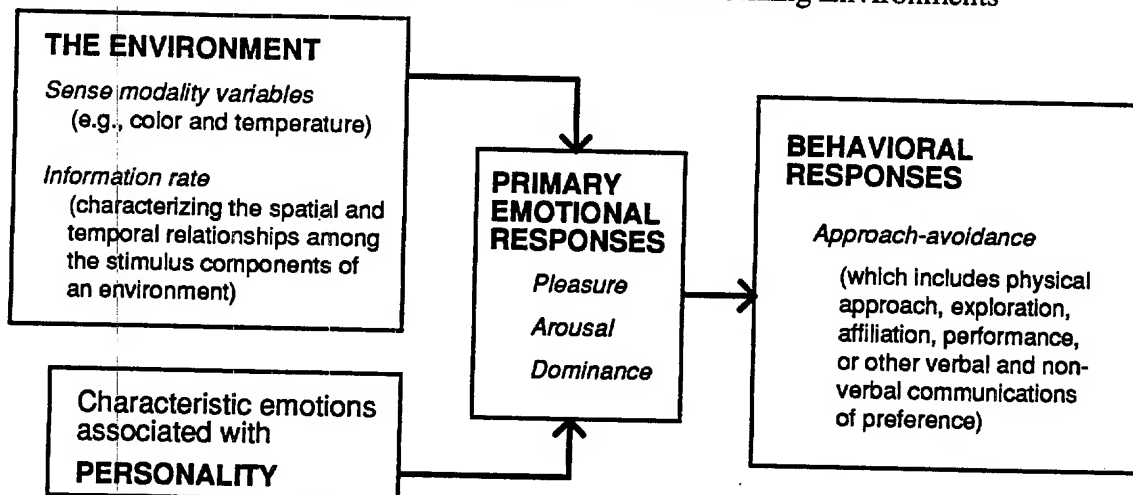 Environments
THE ENVIRONMENT
Sense modality variables
(e.g., color and temperature)
Information rate
(characterizing the spatial and
temporal relationships among
the stimulus components of
an environment)
Characteristic emotions
associated with
PERSONALITY
PRIMARY
EMOTIONAL
RESPONSES
Pleasure
Arousal
Dominance
BEHAVIORAL
RESPONSES
Approach-avoidance
(which includes physical
approach, exploration,
affiliation, performance,
or other verbal and non-
verbal communications
of preference)